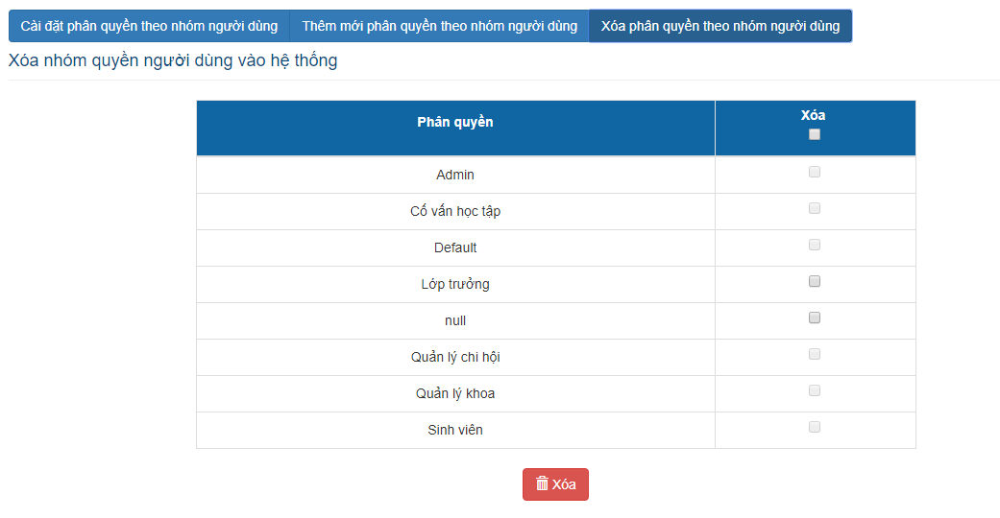 Cài đặt phân quyền theo nhóm người dùng Thêm mới phân quyền theo nhóm người dùng Xóa phân quyền theo nhóm người dùng
Xóa nhóm quyền người dùng vào hệ thống
Phân quyền Xóa
Admin
Cố vấn học tập
Default
Lớp trưởng
null
Quản lý chi hội
Quản lý khoa
Sinh viên
Xóa